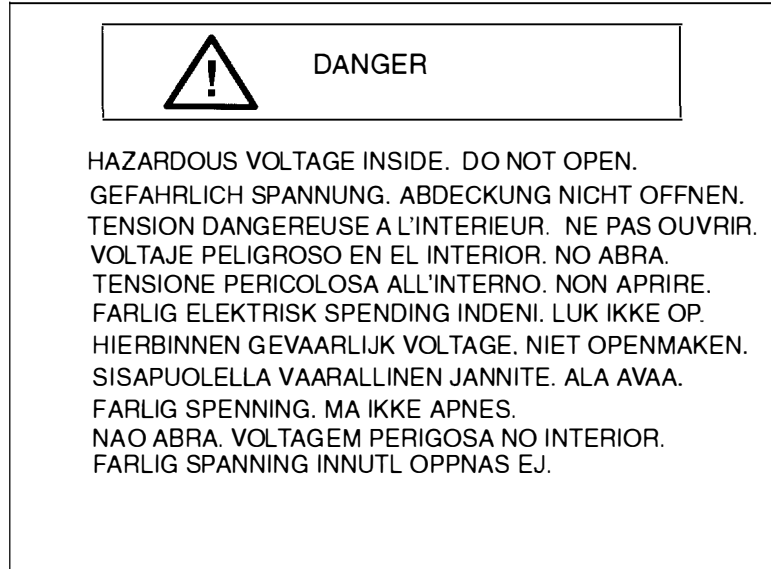 DANGER
HAZARDOUS VOLTAGE INSIDE. DO NOT OPEN.
GEFAHRLICH SPANNUNG. ABDECKUNG NICHT OFFNEN.
TENSION DANGEREUSE A L'INTERIEUR. NE PAS OUVRIR.
VOLTAJE PELIGROSO EN EL INTERIOR. NO ABRA.
TENSIONE PERICOLOSA ALL'INTERNO. NON APRIRE.
FARLIG ELEKTRISK SPENDING INDENI. LUK IKKE OP.
HIERBINNEN GEVAARLIJK VOLTAGE, NIET OPENMAKEN.
SISAPUOLELLA VAARALLINEN JANNITE. ALA AVAA.
FARLIG SPENNING. MA IKKE APNES.
NAO ABRA. VOLTAGEM PERIGOSA NO INTERIOR.
FARLIG SPANNING INNUTL OPPNAS EJ.